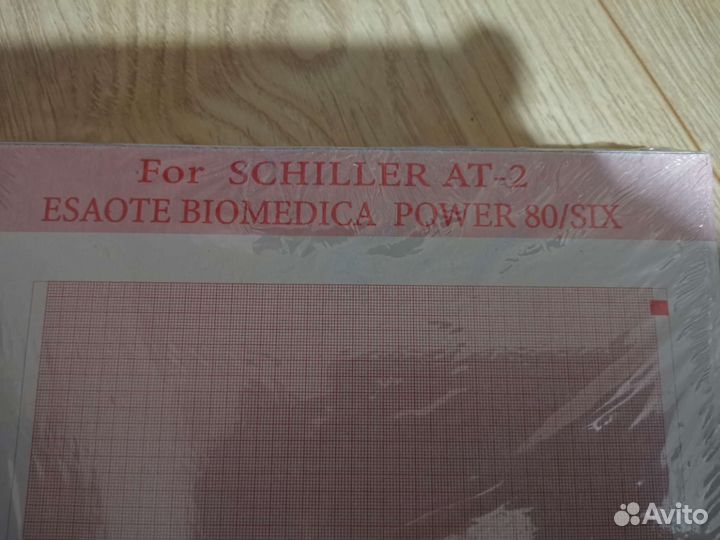 For SCHILLER AT-2
ESAOTE BIOMEDICA POWER 80/SIX
Avito